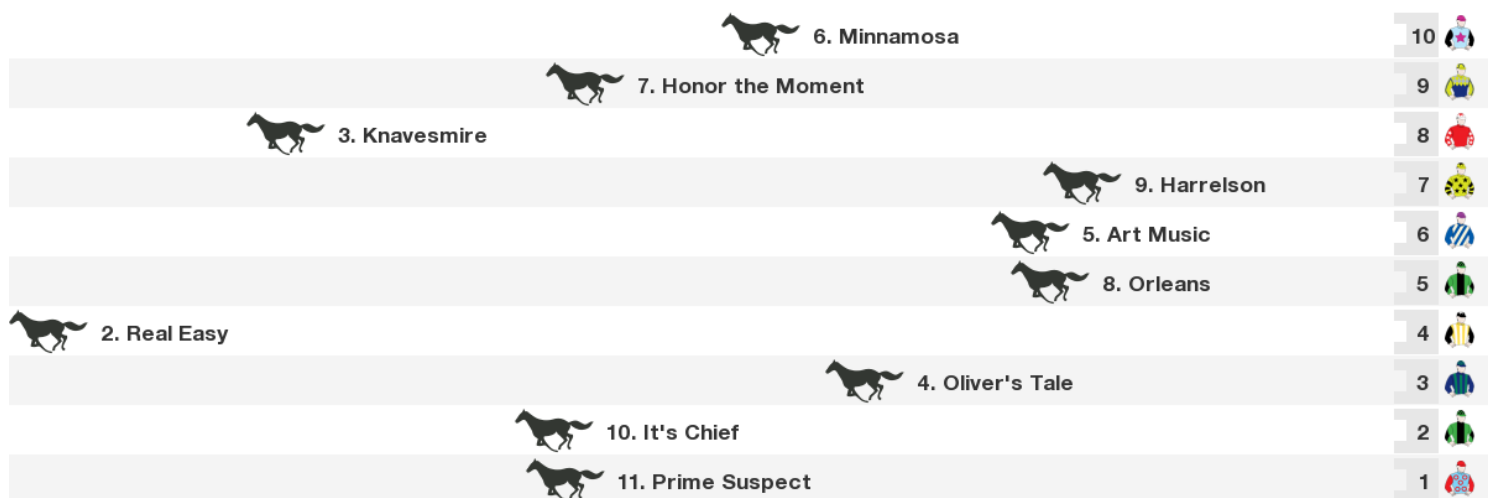 6. Minnamosa 10
7. Honor the Moment 9
3. Knavesmire 8
9. Harrelson 7
5. Art Music 6
8. Orleans 5
2. Real Easy 4
4. Oliver's Tale 3
10. It's Chief 2
11. Prime Suspect 1